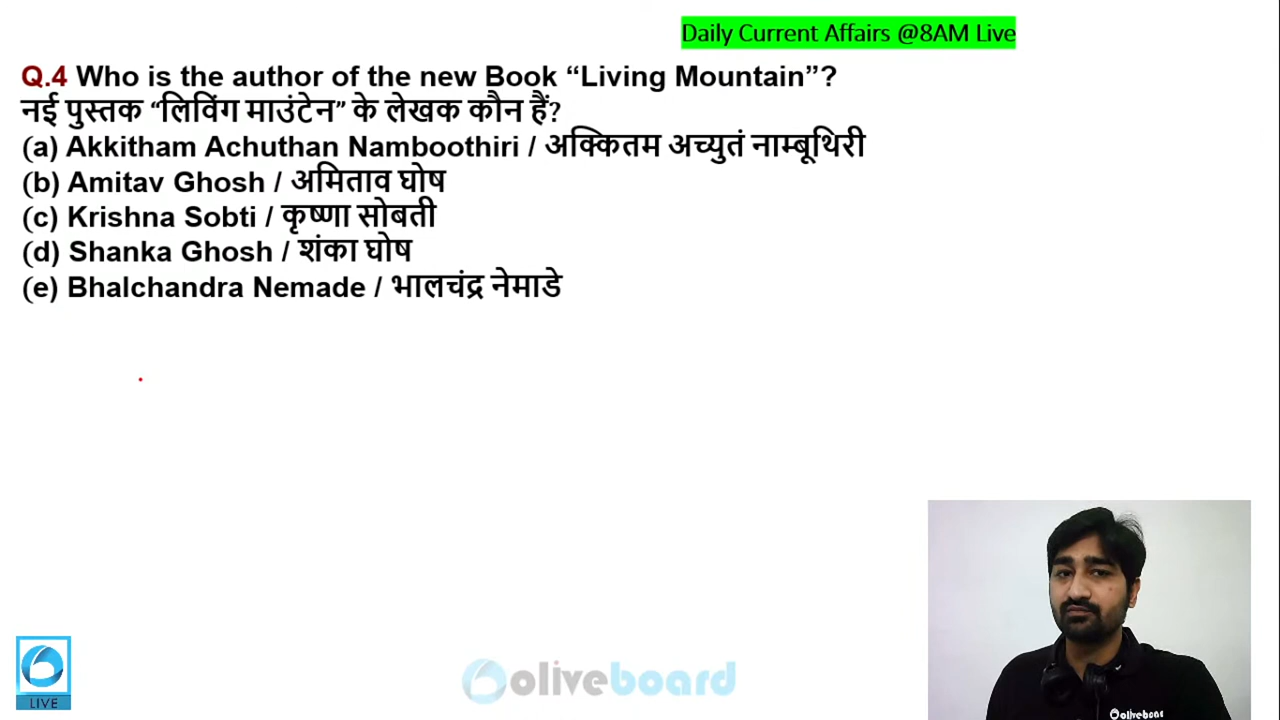 Daily Current Affairs @8AM Live
Q.4 Who is the author of the new Book “Living Mountain”?
नई पुस्तक “लिविंग माउंटेन” के लेखक कौन हैं?
(a) Akkitham Achuthan Namboothiri / अक्कितम अच्युतं नाम्बूथिरी
(b) Amitav Ghosh / अमिताव घोष
(c) Krishna Sobti / कृष्णा सोबती
(d) Shanka Ghosh / शंका घोष
(e) Bhalchandra Nemade / भालचंद्र नेमाडे
LIVE
oliveboard
oliveboard